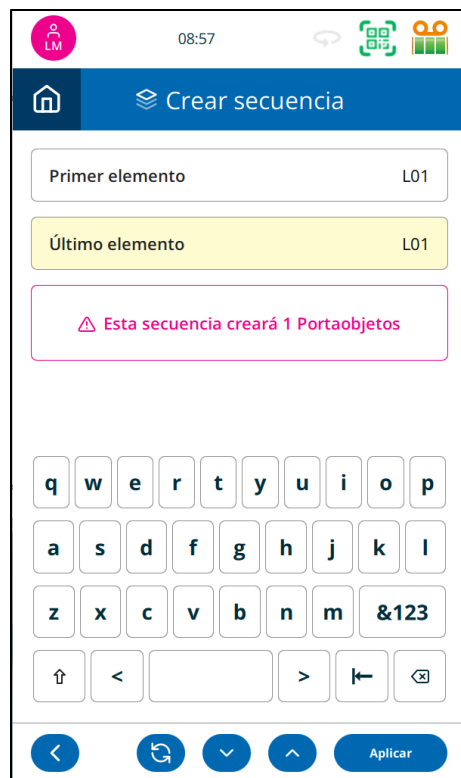 LM
08:57
Crear secuencia
Primer elemento L01
Último elemento L01
Esta secuencia creará 1 Portaobjetos
q w e r t y u i o p
a s d f g h j k l
z x c v b n m &123
< >
Aplicar